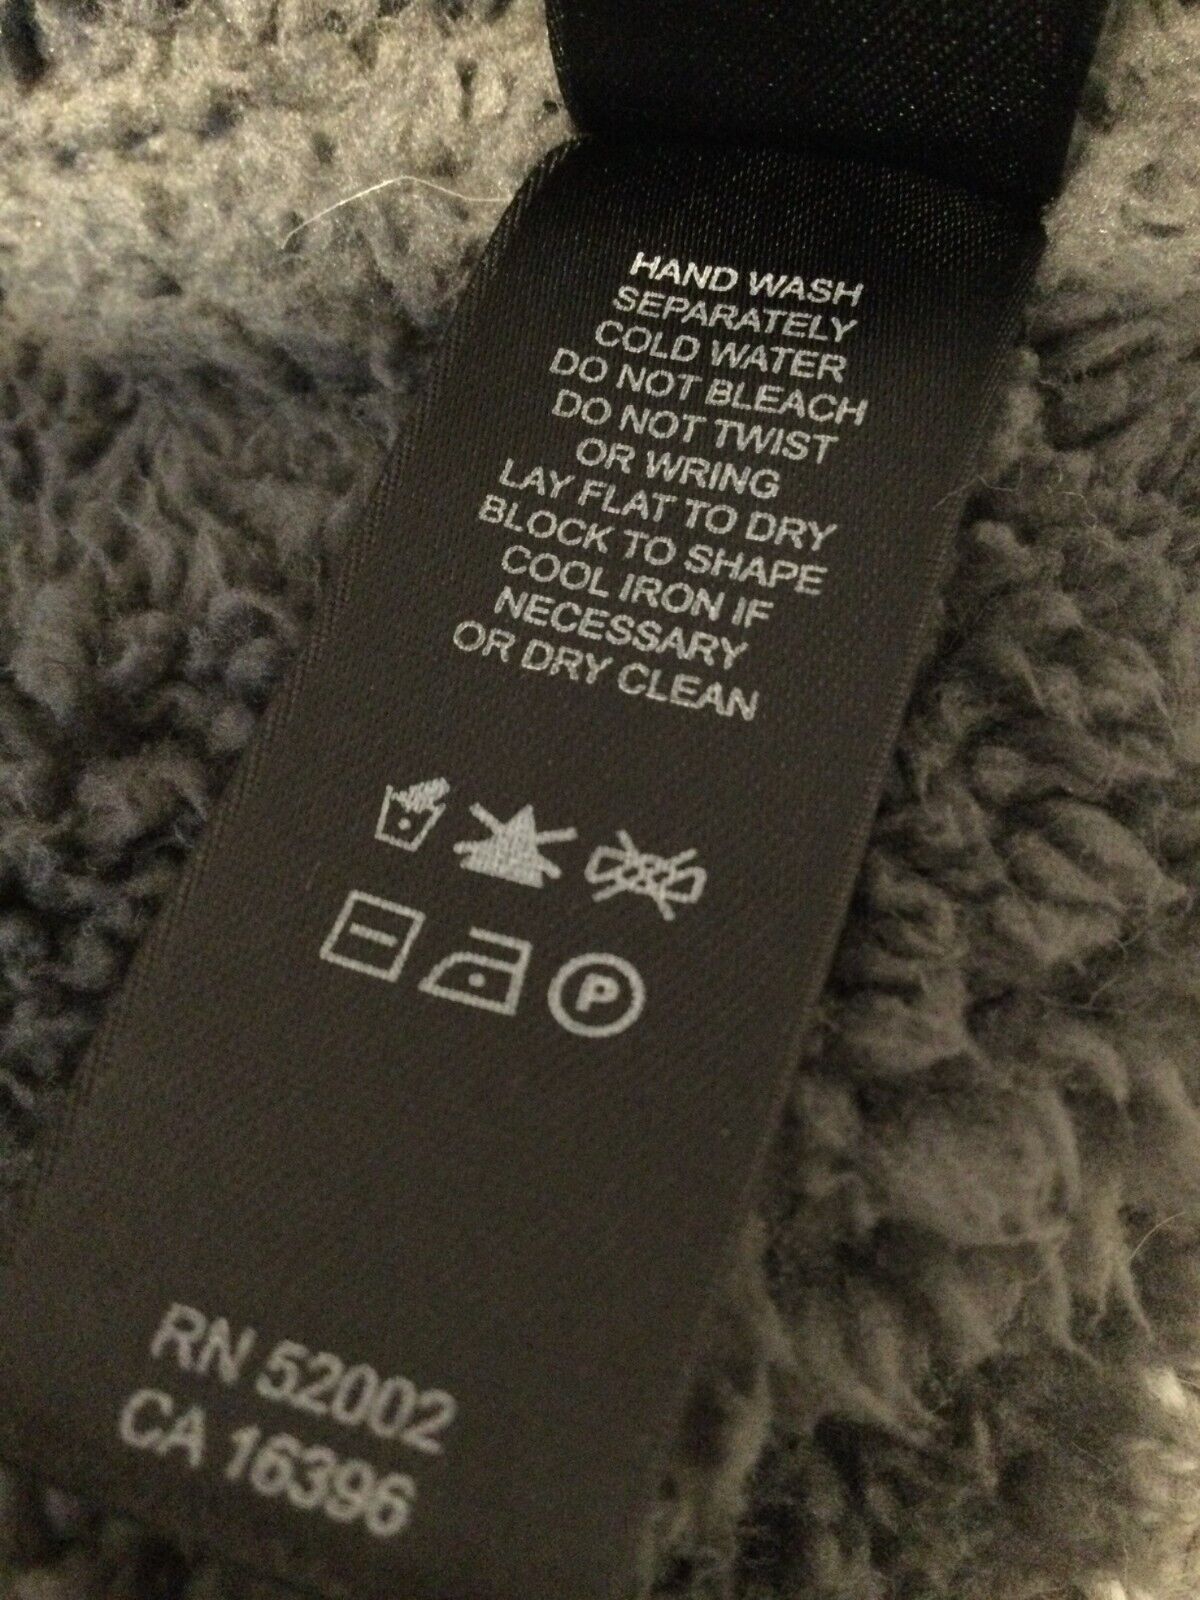 HAND WASH
SEPARATELY
COLD WATER
DO NOT BLEACH
DO NOT TWIST
OR WRING
LAY FLAT TO DRY
BLOCK TO SHAPE
COOL IRON IF
NECESSARY
OR DRY CLEAN
P
RN 52002
CA 16396